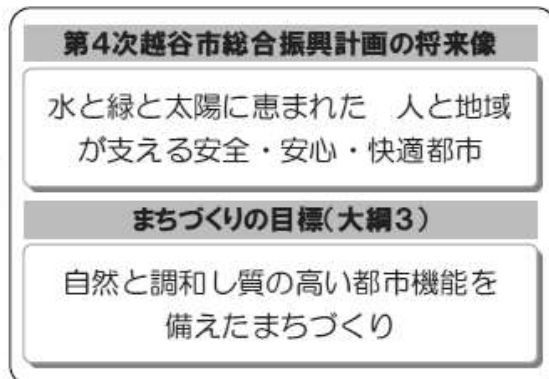 第4次越谷市総合振興計画の将来像
水と緑と太陽に恵まれた　人と地域
が支える安全・安心・快適都市
まちづくりの目標(大綱3)
自然と調和し質の高い都市機能を
備えたまちづくり